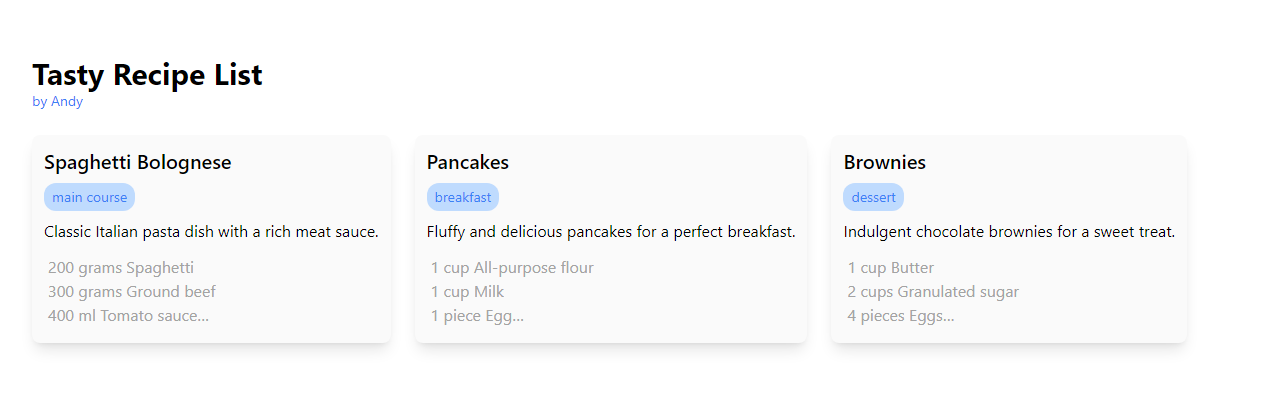 Tasty Recipe List
by Andy
Spaghetti Bolognese
main course
Classic Italian pasta dish with a rich meat sauce.
200 grams Spaghetti
300 grams Ground beef
400 ml Tomato sauce...
Pancakes
breakfast
Fluffy and delicious pancakes for a perfect breakfast.
1 cup All-purpose flour
1 cup Milk
1 piece Egg...
Brownies
dessert
Indulgent chocolate brownies for a sweet treat.
1 cup Butter
2 cups Granulated sugar
4 pieces Eggs...